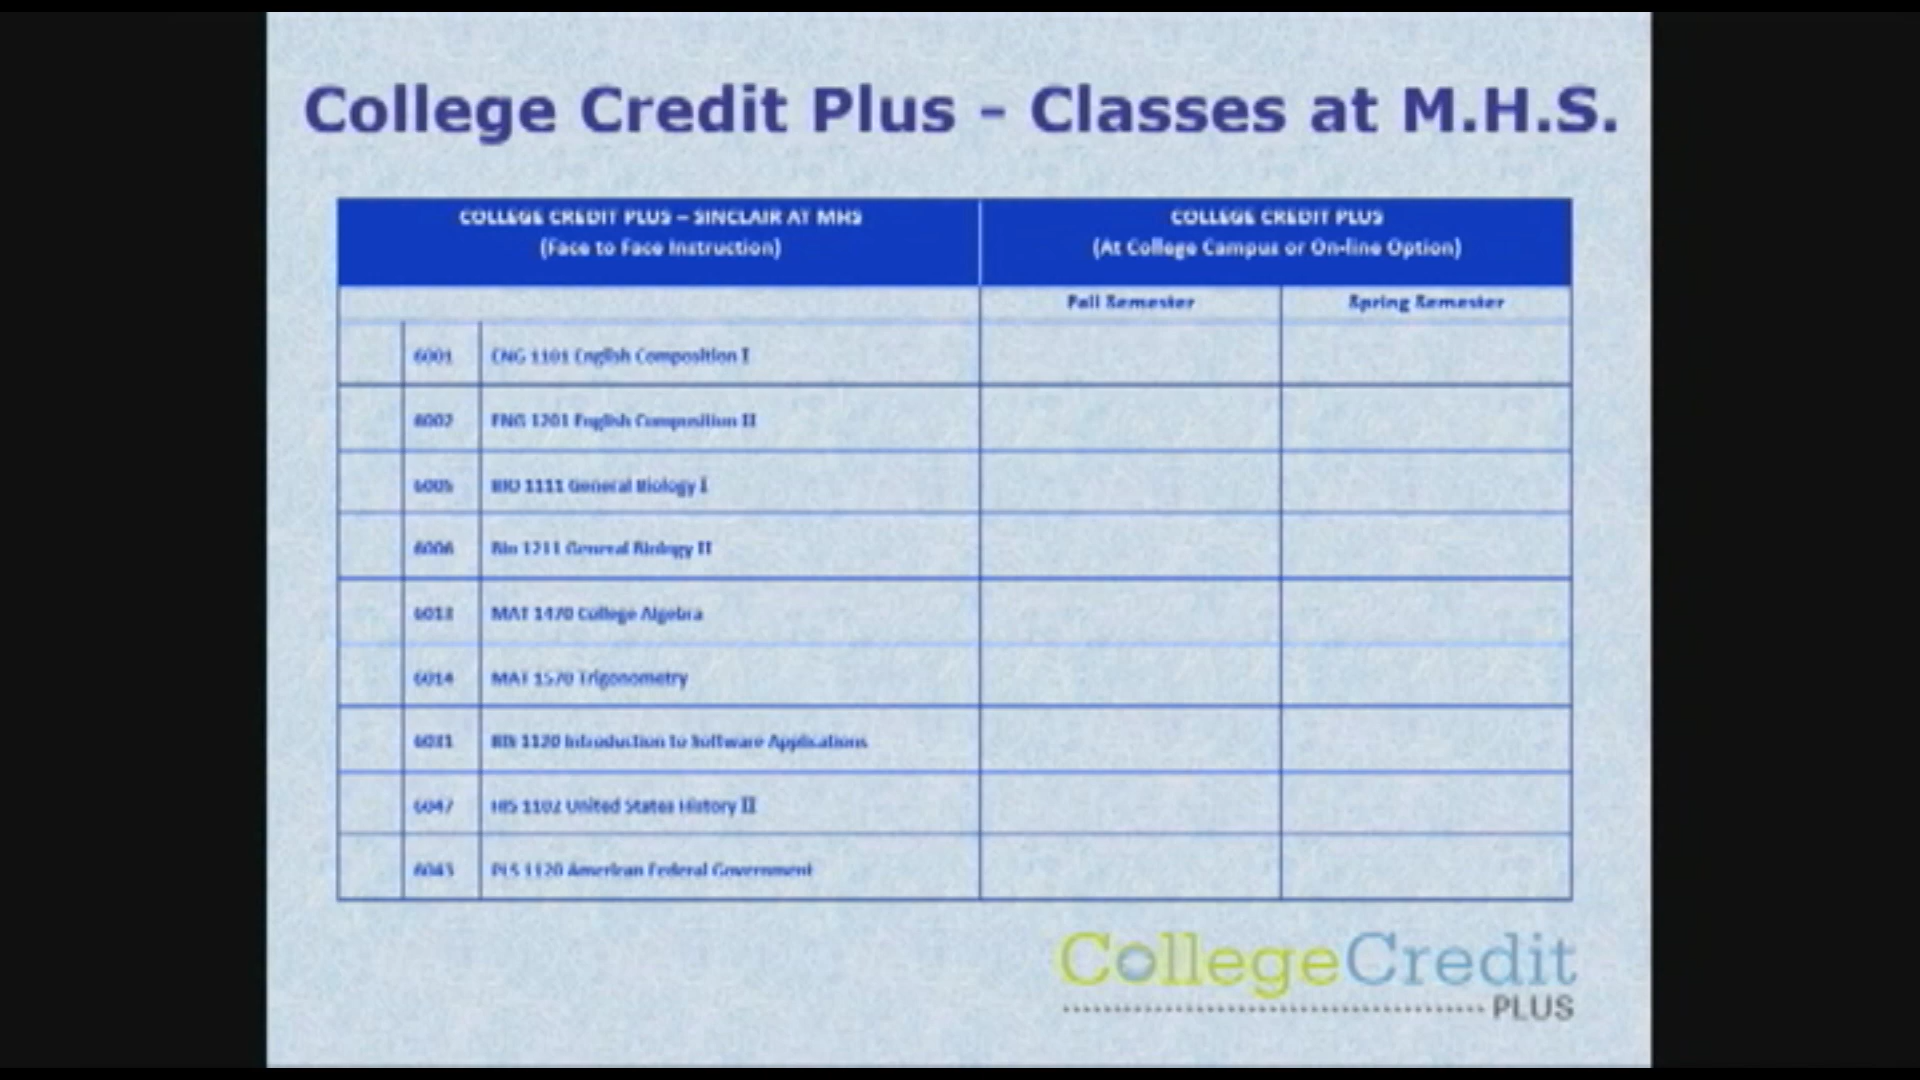 College Credit Plus - Classes at M.H.S.
COLLEGE CREDIT PLUS – SINCLAIR AT MHS
(Face to Face Instruction)
COLLEGE CREDIT PLUS
(At College Campus or On-line Option)
Fall Semester
Spring Semester
6001 ENG 1101 English Composition I
6002 ENG 1201 English Composition II
6005 BIO 1111 General Biology I
6006 Bio 1211 General Biology II
MAT 1470 College Algebra
6014 MAT 1570 Trigonometry
BIS 1120 Introduction to Software Applications
6047 HIS 1102 United States History II
PLS 1120 American Federal Government
CollegeCredit
PLUS